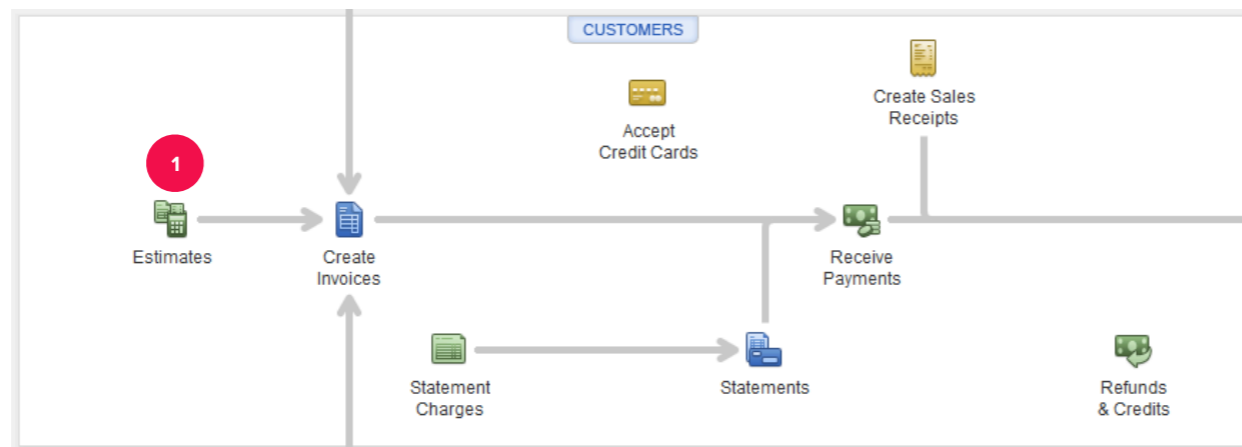 CUSTOMERS
Create Sales
Receipts
Accept
Credit Cards
1
Estimates
Create
Invoices
Receive
Payments
Statement
Charges
Statements
Refunds
& Credits